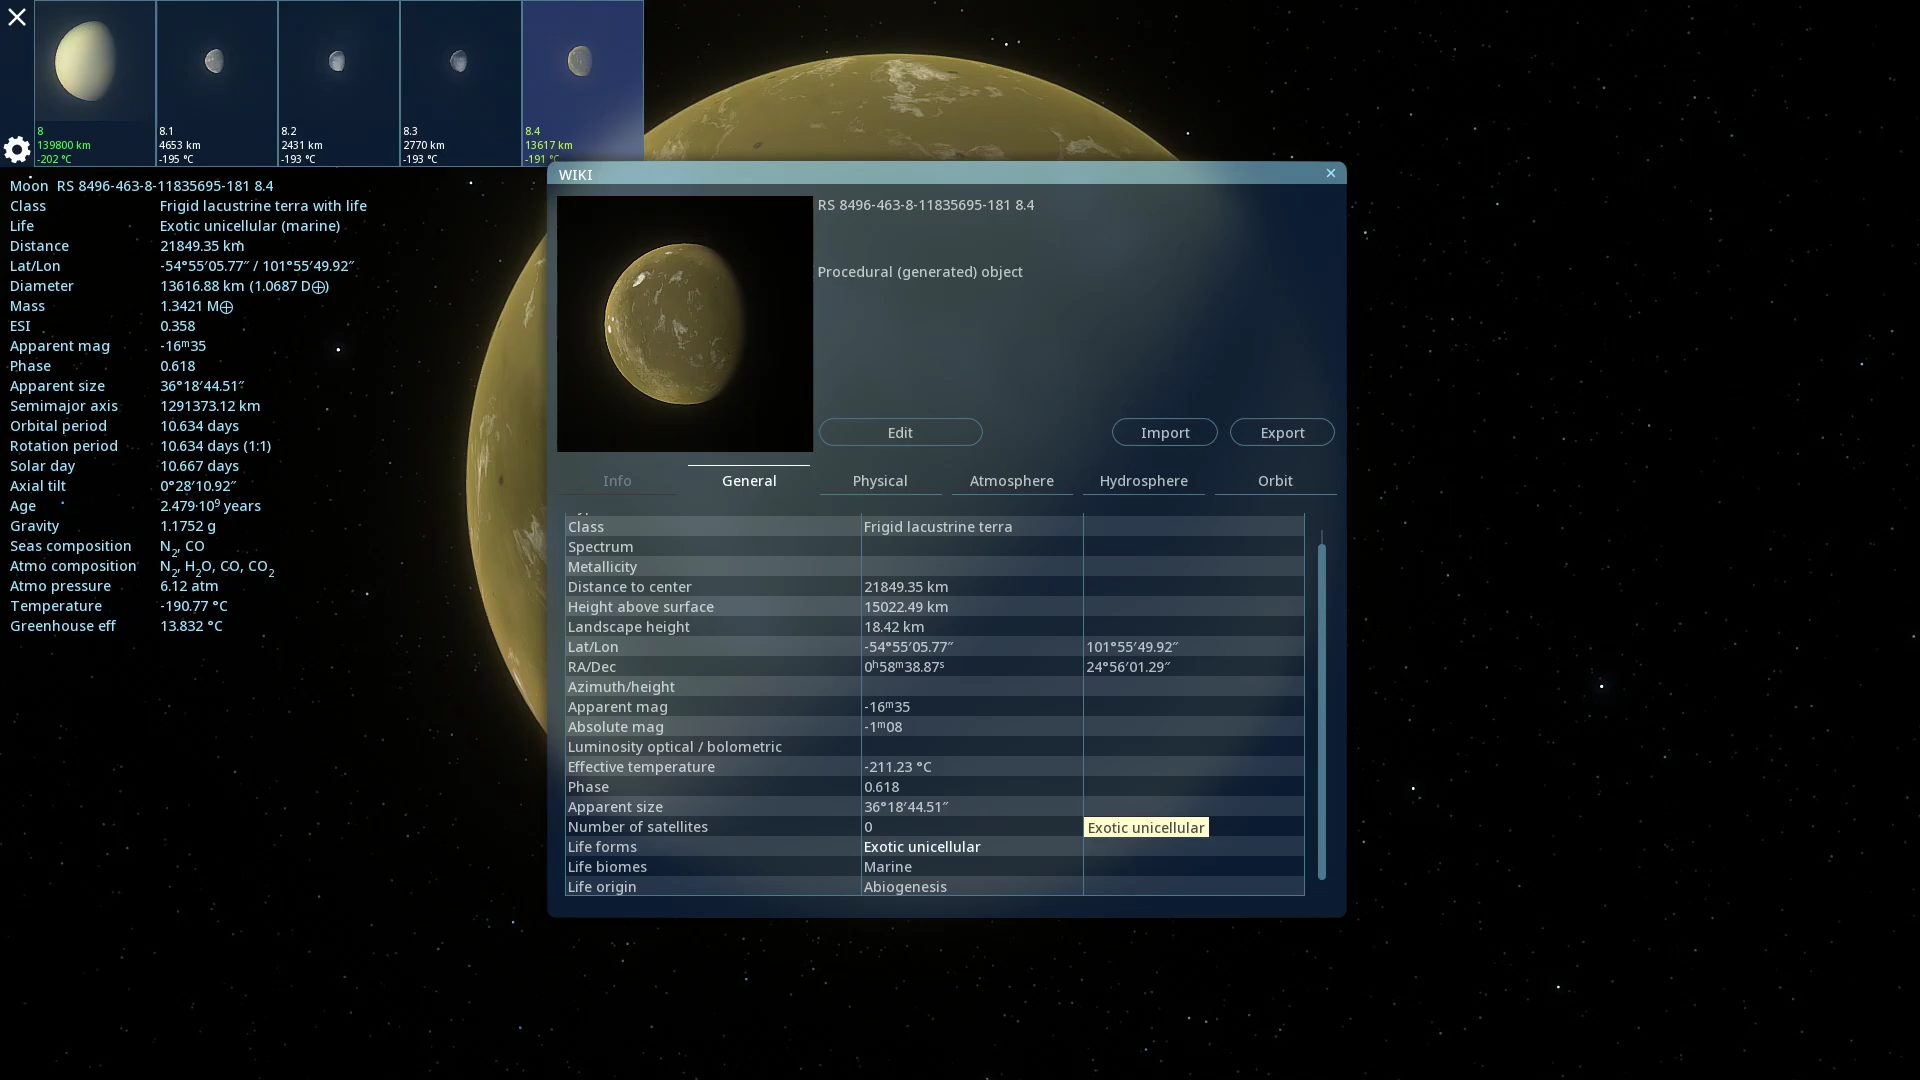 8
139800 km
-202 °C
8.1
4653 km
-195 °C
8.2
2431 km
-193 °C
8.3
2770 km
-193 °C
8.4
13617 km
-191 °C
Moon RS 8496-463-8-11835695-181 8.4
Class Frigid lacustrine terra with life
Life Exotic unicellular (marine)
Distance 21849.35 km
Lat/Lon -54°55′05.77″ / 101°55′49.92″
Diameter 13616.88 km (1.0687 D⊕)
Mass 1.3421 M⊕
ESI 0.358
Apparent mag -16ᵐ35
Phase 0.618
Apparent size 36°18′44.51″
Semimajor axis 1291373.12 km
Orbital period 10.634 days
Rotation period 10.634 days (1:1)
Solar day 10.667 days
Axial tilt 0°28′10.92″
Age 2.479·10⁹ years
Gravity 1.1752 g
Seas composition N₂, CO
Atmo composition N₂, H₂O, CO, CO₂
Atmo pressure 6.12 atm
Temperature -190.77 °C
Greenhouse eff 13.832 °C
WIKI
RS 8496-463-8-11835695-181 8.4
Procedural (generated) object
Edit Import Export
Info General Physical Atmosphere Hydrosphere Orbit
Class Frigid lacustrine terra
Spectrum
Metallicity
Distance to center 21849.35 km
Height above surface 15022.49 km
Landscape height 18.42 km
Lat/Lon -54°55′05.77″ 101°55′49.92″
RA/Dec 0ʰ58ᵐ38.87ˢ 24°56′01.29″
Azimuth/height
Apparent mag -16ᵐ35
Absolute mag -1ᵐ08
Luminosity optical / bolometric
Effective temperature -211.23 °C
Phase 0.618
Apparent size 36°18′44.51″
Number of satellites 0 Exotic unicellular
Life forms Exotic unicellular
Life biomes Marine
Life origin Abiogenesis